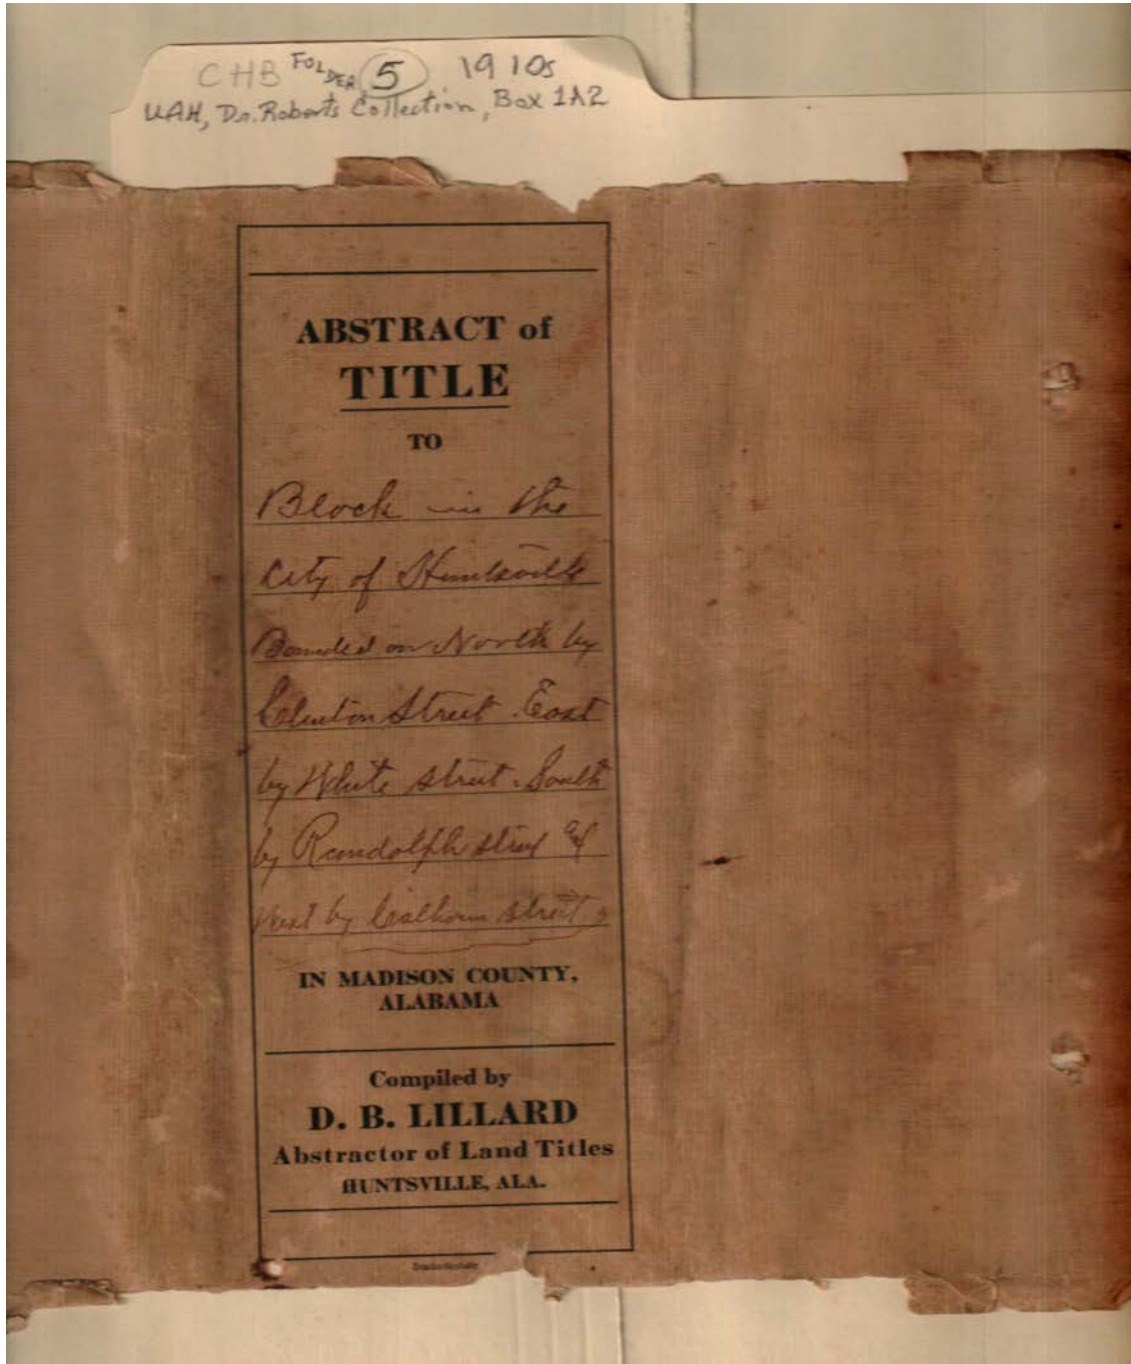 CHB FOLDER 5 1910s
UAH, Dr. Roberts Collection, Box 1A2
ABSTRACT of
TITLE
TO
Block in the
City of Huntsville
Bounded on North by
Clinton Street East
by White Street. South
by Randolph Street &
West by Calhoun Street
IN MADISON COUNTY,
ALABAMA
Compiled by
D. B. LILLARD
Abstractor of Land Titles
HUNTSVILLE, ALA.